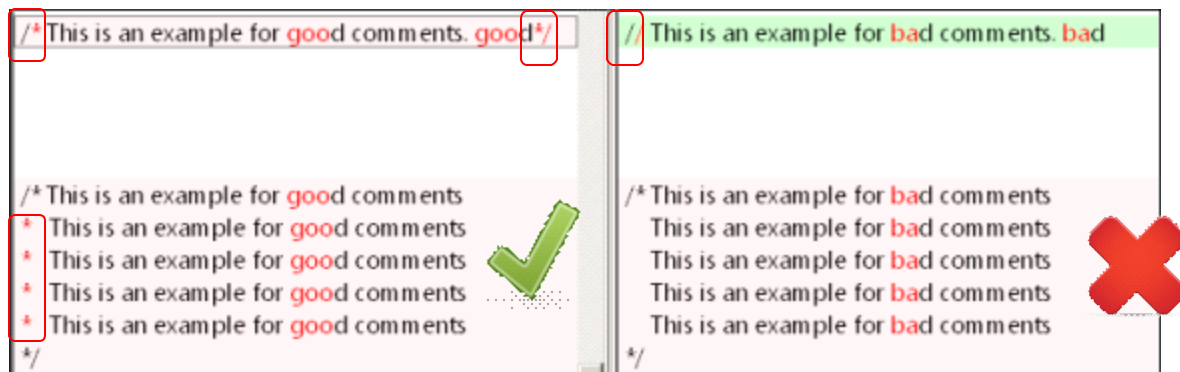 /* This is an example for good comments. good*/
/* This is an example for good comments
* This is an example for good comments
* This is an example for good comments
* This is an example for good comments
* This is an example for good comments
*/
// This is an example for bad comments. bad
/* This is an example for bad comments
This is an example for bad comments
This is an example for bad comments
This is an example for bad comments
This is an example for bad comments
*/